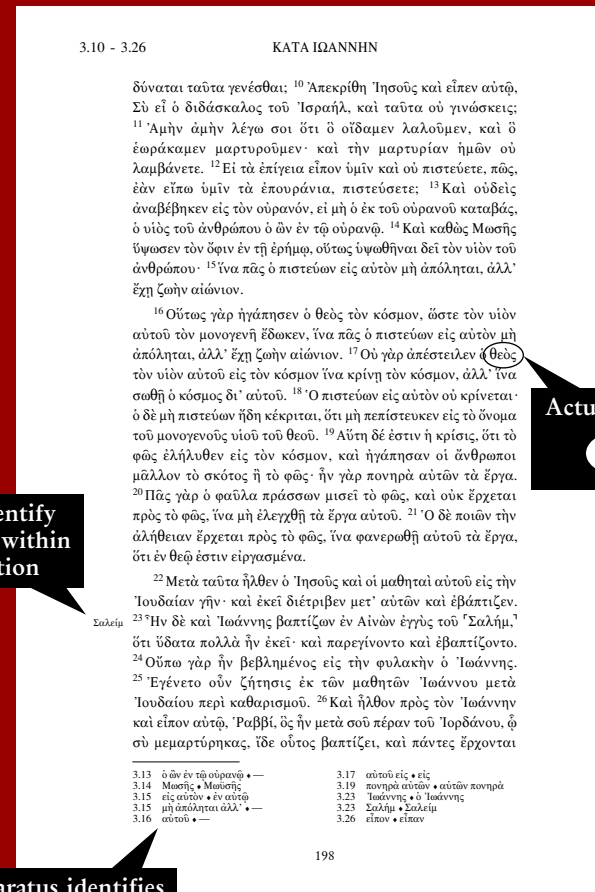 3.10 - 3.26
ΚΑΤΑ ΙΩΑΝΝΗΝ
δύναται ταῦτα γενέσθαι; 10 Ἀπεκρίθη Ἰησοῦς καὶ εἶπεν αὐτῷ,
Σὺ εἶ ὁ διδάσκαλος τοῦ Ἰσραήλ, καὶ ταῦτα οὐ γινώσκεις;
11 Ἀμὴν ἀμὴν λέγω σοι ὅτι ὃ οἴδαμεν λαλοῦμεν, καὶ ὃ
ἑωράκαμεν μαρτυροῦμεν· καὶ τὴν μαρτυρίαν ἡμῶν οὐ
λαμβάνετε. 12 Εἰ τὰ ἐπίγεια εἶπον ὑμῖν καὶ οὐ πιστεύετε, πῶς,
ἐὰν εἴπω ὑμῖν τὰ ἐπουράνια, πιστεύσετε; 13 Καὶ οὐδεὶς
ἀναβέβηκεν εἰς τὸν οὐρανόν, εἰ μὴ ὁ ἐκ τοῦ οὐρανοῦ καταβάς,
ὁ υἱὸς τοῦ ἀνθρώπου ὁ ὢν ἐν τῷ οὐρανῷ. 14 Καὶ καθὼς Μωσῆς
ὕψωσεν τὸν ὄφιν ἐν τῇ ἐρήμῳ, οὕτως ὑψωθῆναι δεῖ τὸν υἱὸν τοῦ
ἀνθρώπου· 15 ἵνα πᾶς ὁ πιστεύων εἰς αὐτὸν μὴ ἀπόληται, ἀλλ’
ἔχῃ ζωὴν αἰώνιον.
16 Οὕτως γὰρ ἠγάπησεν ὁ θεὸς τὸν κόσμον, ὥστε τὸν υἱὸν
αὐτοῦ τὸν μονογενῆ ἔδωκεν, ἵνα πᾶς ὁ πιστεύων εἰς αὐτὸν μὴ
ἀπόληται, ἀλλ’ ἔχῃ ζωὴν αἰώνιον. 17 Οὐ γὰρ ἀπέστειλεν ὁ θεὸς
τὸν υἱὸν αὐτοῦ εἰς τὸν κόσμον ἵνα κρίνῃ τὸν κόσμον, ἀλλ’ ἵνα
σωθῇ ὁ κόσμος δι’ αὐτοῦ. 18 Ὁ πιστεύων εἰς αὐτὸν οὐ κρίνεται·
ὁ δὲ μὴ πιστεύων ἤδη κέκριται, ὅτι μὴ πεπίστευκεν εἰς τὸ ὄνομα
τοῦ μονογενοῦς υἱοῦ τοῦ θεοῦ. 19 Αὕτη δέ ἐστιν ἡ κρίσις, ὅτι τὸ
φῶς ἐλήλυθεν εἰς τὸν κόσμον, καὶ ἠγάπησαν οἱ ἄνθρωποι
μᾶλλον τὸ σκότος ἢ τὸ φῶς· ἦν γὰρ πονηρὰ αὐτῶν τὰ ἔργα.
20 Πᾶς γὰρ ὁ φαῦλα πράσσων μισεῖ τὸ φῶς, καὶ οὐκ ἔρχεται
πρὸς τὸ φῶς, ἵνα μὴ ἐλεγχθῇ τὰ ἔργα αὐτοῦ. 21 Ὁ δὲ ποιῶν τὴν
ἀλήθειαν ἔρχεται πρὸς τὸ φῶς, ἵνα φανερωθῇ αὐτοῦ τὰ ἔργα,
ὅτι ἐν θεῷ ἐστιν εἰργασμένα.
22 Μετὰ ταῦτα ἦλθεν ὁ Ἰησοῦς καὶ οἱ μαθηταὶ αὐτοῦ εἰς τὴν
Ἰουδαίαν γῆν· καὶ ἐκεῖ διέτριβεν μετ’ αὐτῶν καὶ ἐβάπτιζεν.
Σαλείμ
23 Ἦν δὲ καὶ Ἰωάννης βαπτίζων ἐν Αἰνὼν ἐγγὺς τοῦ ⸀Σαλήμ,⸃
ὅτι ὕδατα πολλὰ ἦν ἐκεῖ· καὶ παρεγίνοντο καὶ ἐβαπτίζοντο.
24 Οὔπω γὰρ ἦν βεβλημένος εἰς τὴν φυλακὴν ὁ Ἰωάννης.
25 Ἐγένετο οὖν ζήτησις ἐκ τῶν μαθητῶν Ἰωάννου μετὰ
Ἰουδαίου περὶ καθαρισμοῦ. 26 Καὶ ἦλθον πρὸς τὸν Ἰωάννην
καὶ εἶπον αὐτῷ, Ῥαββί, ὃς ἦν μετὰ σοῦ πέραν τοῦ Ἰορδάνου, ᾧ
σὺ μεμαρτύρηκας, ἴδε οὗτος βαπτίζει, καὶ πάντες ἔρχονται
3.13 ὁ ὢν ἐν τῷ οὐρανῷ ♦ —
3.14 Μωσῆς ♦ Μωϋσῆς
3.15 εἰς αὐτὸν ♦ ἐν αὐτῷ
3.15 μὴ ἀπόληται ἀλλ’ ♦ —
3.16 αὐτοῦ ♦ —
3.17 αὐτοῦ εἰς ♦ εἰς
3.19 πονηρὰ αὐτῶν ♦ αὐτῶν πονηρὰ
3.23 Ἰωάννης ♦ ὁ Ἰωάννης
3.23 Σαλήμ ♦ Σαλείμ
3.26 εἶπον ♦ εἶπαν
198
Actu
entify
within
tion
aratus identifies